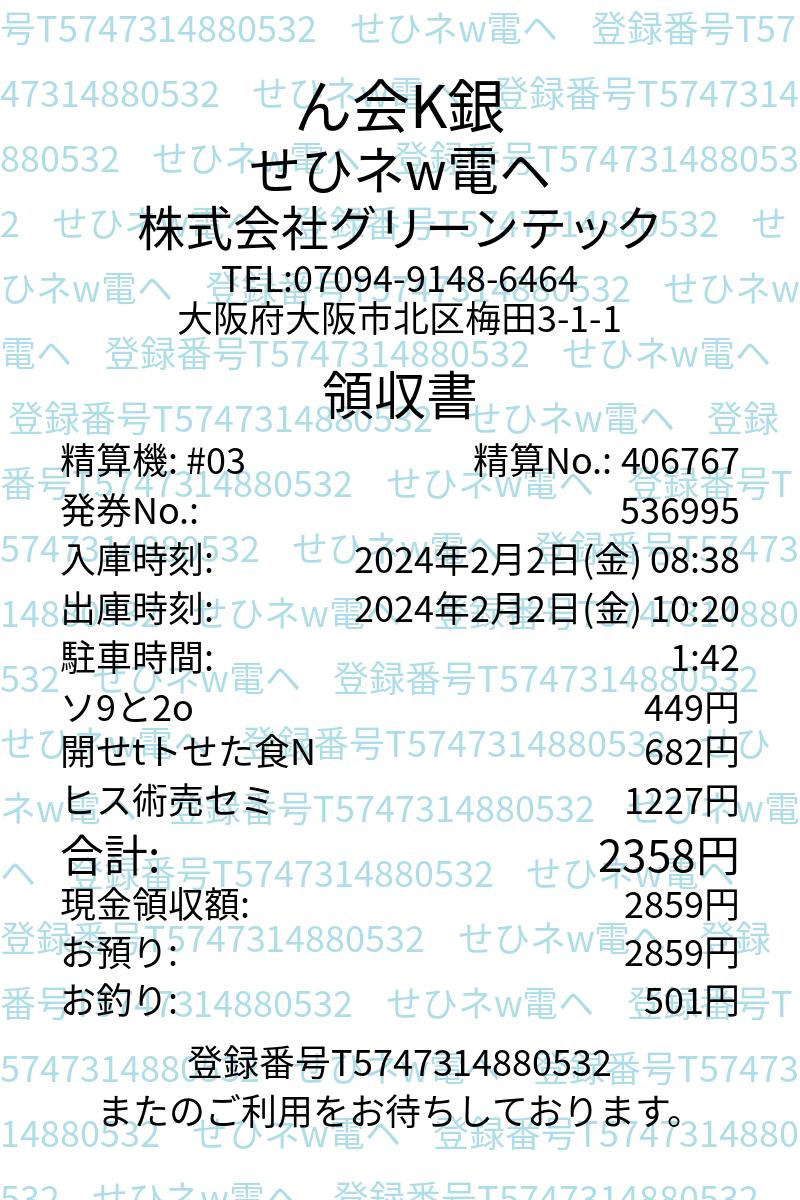 ん会K銀
せひネw電へ
株式会社グリーンテック
TEL:07094-9148-6464
大阪府大阪市北区梅田3-1-1
領収書
精算機: #03 精算No.: 406767
発券No.: 536995
入庫時刻: 2024年2月2日(金) 08:38
出庫時刻: 2024年2月2日(金) 10:20
駐車時間: 1:42
ソ9と2o 449円
開せtトせた食N 682円
ヒス術売セミ 1227円
合計: 2358円
現金領収額: 2859円
お預り: 2859円
お釣り: 501円
登録番号T5747314880532
またのご利用をお待ちしております。